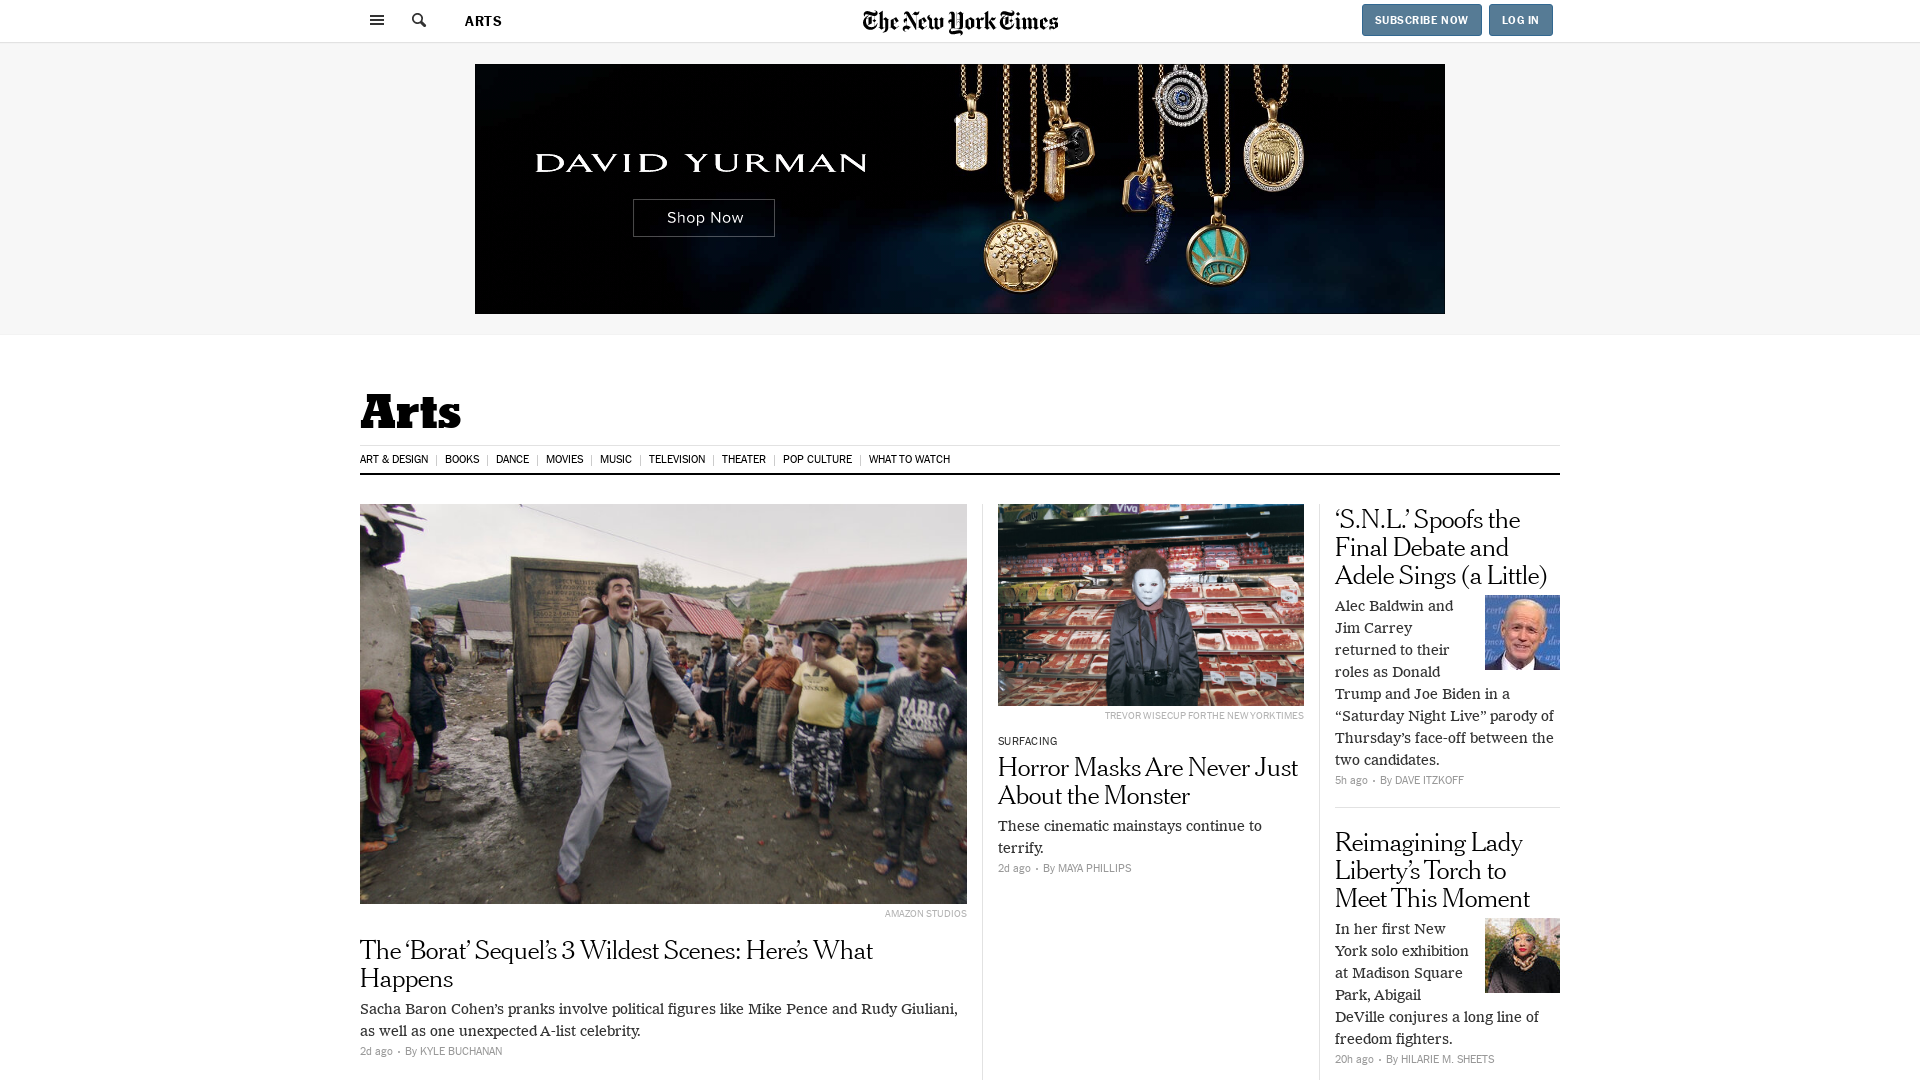 ARTS
The New York Times
SUBSCRIBE NOW
LOG IN
DAVID YURMAN
Shop Now
Arts
ART & DESIGN
BOOKS
DANCE
MOVIES
MUSIC
TELEVISION
THEATER
POP CULTURE
WHAT TO WATCH
PABLO
ESCOBAR
adidas
AMAZON STUDIOS
The ‘Borat’ Sequel’s 3 Wildest Scenes: Here’s What
Happens
Sacha Baron Cohen’s pranks involve political figures like Mike Pence and Rudy Giuliani,
as well as one unexpected A-list celebrity.
2d ago • By KYLE BUCHANAN
Viva
TREVOR WISECUP FOR THE NEW YORK TIMES
SURFACING
Horror Masks Are Never Just
About the Monster
These cinematic mainstays continue to
terrify.
2d ago • By MAYA PHILLIPS
‘S.N.L.’ Spoofs the
Final Debate and
Adele Sings (a Little)
Alec Baldwin and
Jim Carrey
returned to their
roles as Donald
Trump and Joe Biden in a
“Saturday Night Live” parody of
Thursday’s face-off between the
two candidates.
5h ago • By DAVE ITZKOFF
Reimagining Lady
Liberty’s Torch to
Meet This Moment
In her first New
York solo exhibition
at Madison Square
Park, Abigail
DeVille conjures a long line of
freedom fighters.
20h ago • By HILARIE M. SHEETS